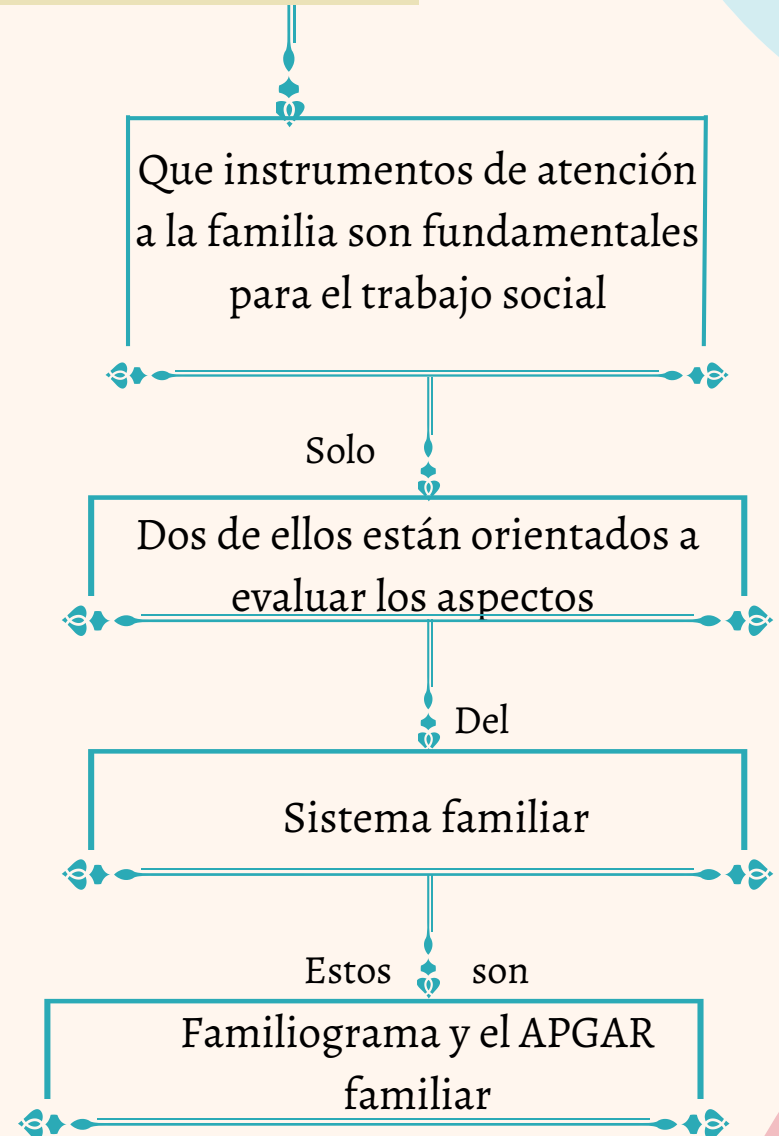 Que instrumentos de atención
a la familia son fundamentales
para el trabajo social
Solo
Dos de ellos están orientados a
evaluar los aspectos
Del
Sistema familiar
Estos son
Familiograma y el APGAR
familiar